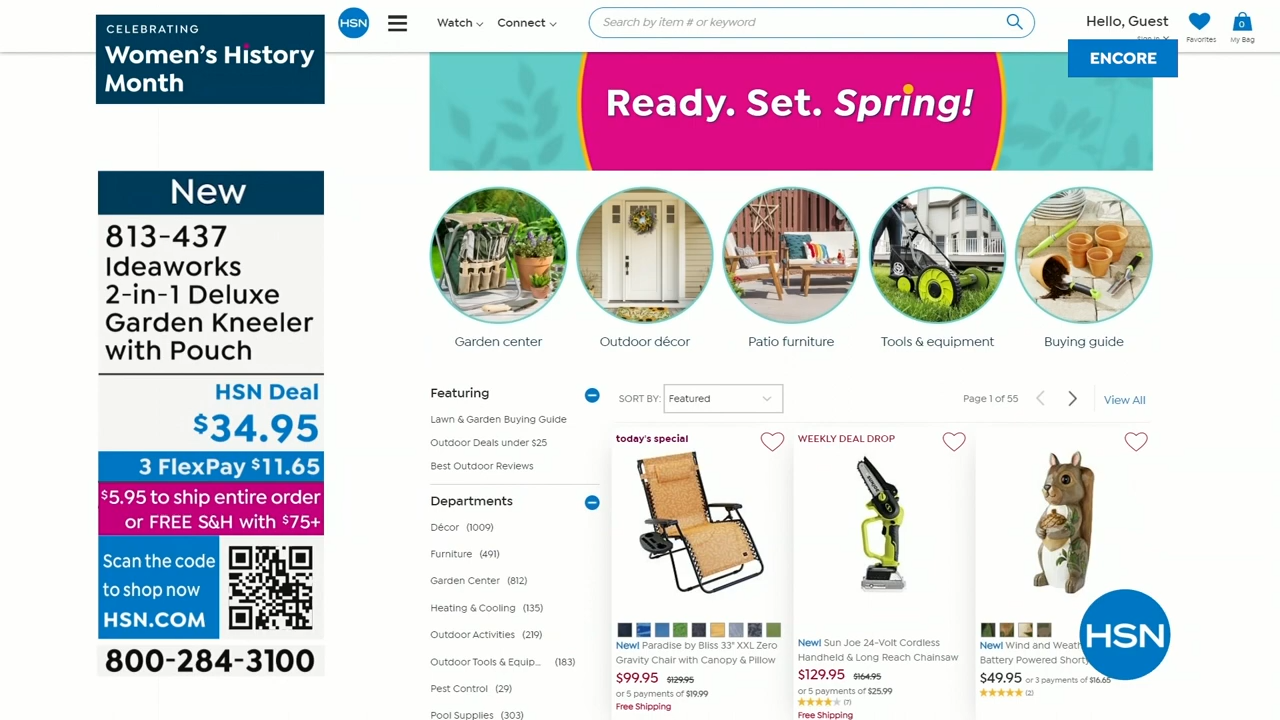 CELEBRATING
Women's History
Month
New
813-437
Ideaworks
2-in-1 Deluxe
Garden Kneeler
with Pouch
HSN Deal
$34.95
3 FlexPay $11.65
$5.95 to ship entire order
or FREE S&H with $75+
Scan the code
to shop now
HSN.COM
800-284-3100
HSN
Watch
Connect
Search by item # or keyword
Hello, Guest
Sign In
Favorites
0
My Bag
ENCORE
Ready. Set. Spring!
Garden center
Outdoor décor
Patio furniture
Tools & equipment
Buying guide
Featuring
Lawn & Garden Buying Guide
Outdoor Deals under $25
Best Outdoor Reviews
Departments
Décor (1009)
Furniture (491)
Garden Center (812)
Heating & Cooling (135)
Outdoor Activities (219)
Outdoor Tools & Equip... (183)
Pest Control (29)
Pool Supplies (303)
SORT BY: Featured
Page 1 of 55
View All
today's special
New! Paradise by Bliss 33" XXL Zero
Gravity Chair with Canopy & Pillow
$99.95 $129.95
or 5 payments of $19.99
Free Shipping
WEEKLY DEAL DROP
New! Sun Joe 24-Volt Cordless
Handheld & Long Reach Chainsaw
$129.95 $164.95
or 5 payments of $25.99
(7)
Free Shipping
New! Wind and Weath
Battery Powered Shorty
$49.95 or 3 payments of $16.65
(2)
HSN